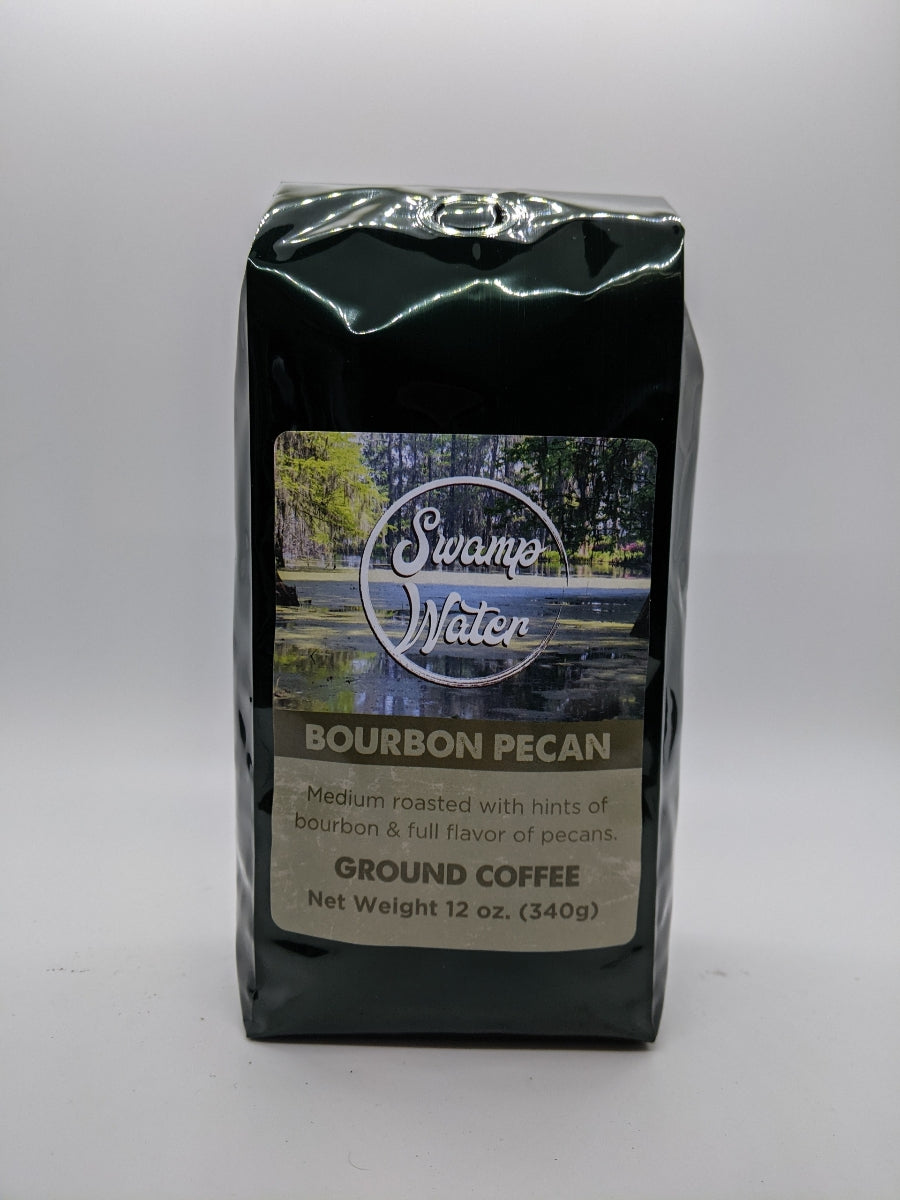 Swamp
Water
BOURBON PECAN
Medium roasted with hints of
bourbon & full flavor of pecans.
GROUND COFFEE
Net Weight 12 oz. (340g)